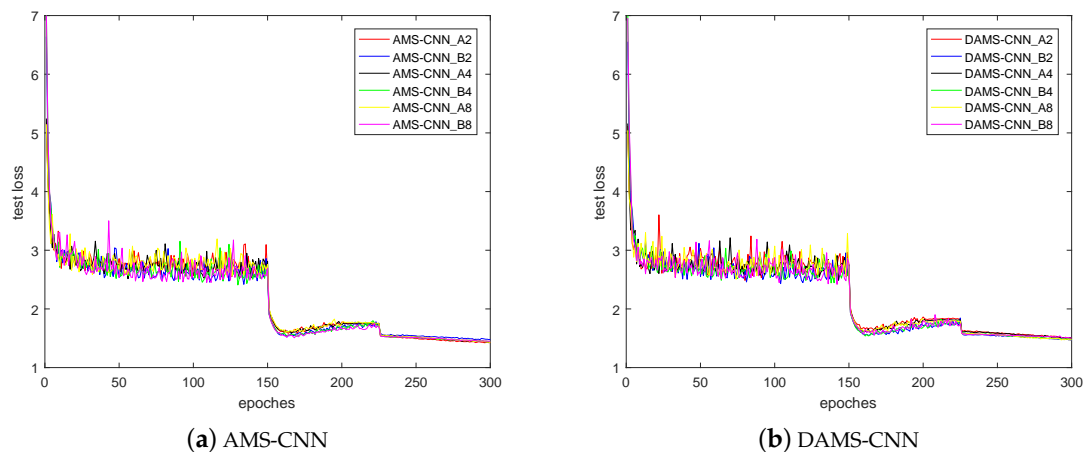 7
6
5
4
3
2
1
test loss
0
50
100
150
200
250
300
epoches
AMS-CNN_A2
AMS-CNN_B2
AMS-CNN_A4
AMS-CNN_B4
AMS-CNN_A8
AMS-CNN_B8
(a) AMS-CNN
7
6
5
4
3
2
1
test loss
0
50
100
150
200
250
300
epoches
DAMS-CNN_A2
DAMS-CNN_B2
DAMS-CNN_A4
DAMS-CNN_B4
DAMS-CNN_A8
DAMS-CNN_B8
(b) DAMS-CNN